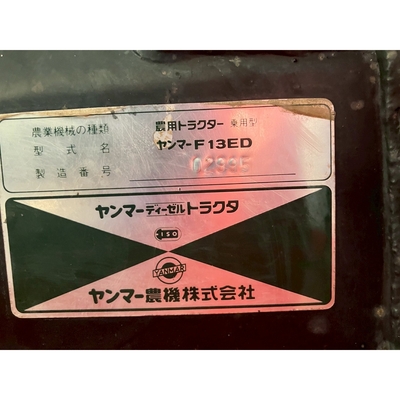 農業機械の種類 農用トラクター 乗用型
型式名 ヤンマーF13ED
製造番号
ヤンマーディーゼルトラクタ
ISO
YANMAR
ヤンマー農機株式会社